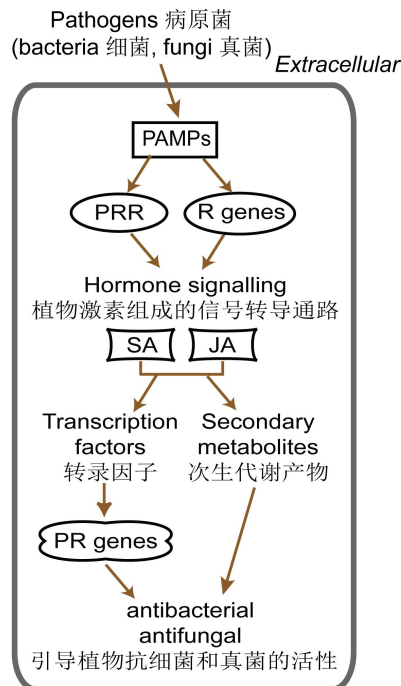 Pathogens 病原菌
(bacteria 细菌, fungi 真菌)
Extracellular
PAMPs
PRR
R genes
Hormone signalling
植物激素组成的信号转导通路
SA
JA
Transcription
factors
转录因子
Secondary
metabolites
次生代谢产物
PR genes
antibacterial
antifungal
引导植物抗细菌和真菌的活性